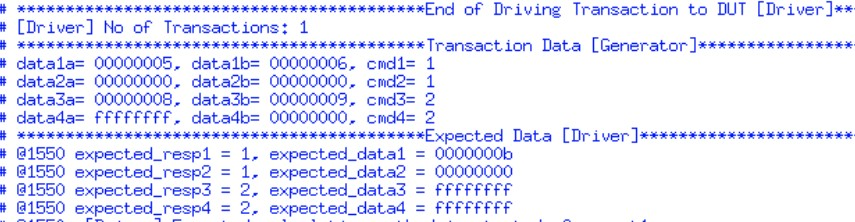 # ******************************************End of Driving Transaction to DUT [Driver]**
# [Driver] No of Transactions: 1
# ******************************************Transaction Data [Generator]****************
# data1a= 00000005, data1b= 00000006, cmd1= 1
# data2a= 00000000, data2b= 00000000, cmd2= 1
# data3a= 00000008, data3b= 00000009, cmd3= 2
# data4a= ffffffff, data4b= 00000000, cmd4= 2
# ******************************************Expected Data [Driver]**********************
# @1550 expected_resp1 = 1, expected_data1 = 0000000b
# @1550 expected_resp2 = 1, expected_data2 = 00000000
# @1550 expected_resp3 = 2, expected_data3 = ffffffff
# @1550 expected_resp4 = 2, expected_data4 = ffffffff